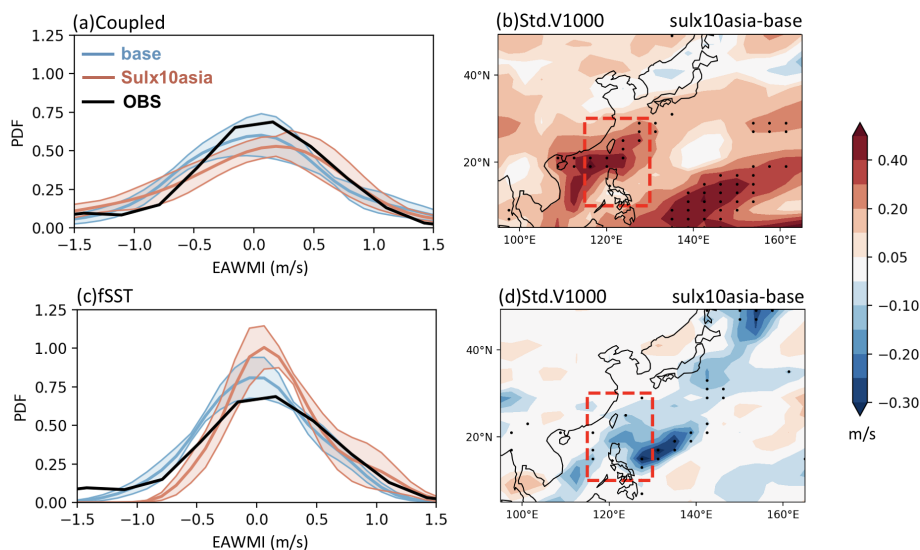 (a)Coupled
1.25
1.00
0.75
0.50
0.25
0.00
PDF
base
Sulx10asia
OBS
−1.5 −1.0 −0.5 0.0 0.5 1.0 1.5
EAWMI (m/s)
(b)Std.V1000 sulx10asia-base
40°N
20°N
100°E 120°E 140°E 160°E
(c)fSST
1.25
1.00
0.75
0.50
0.25
0.00
PDF
−1.5 −1.0 −0.5 0.0 0.5 1.0 1.5
EAWMI (m/s)
(d)Std.V1000 sulx10asia-base
40°N
20°N
100°E 120°E 140°E 160°E
0.40
0.20
0.05
−0.10
−0.20
−0.30
m/s